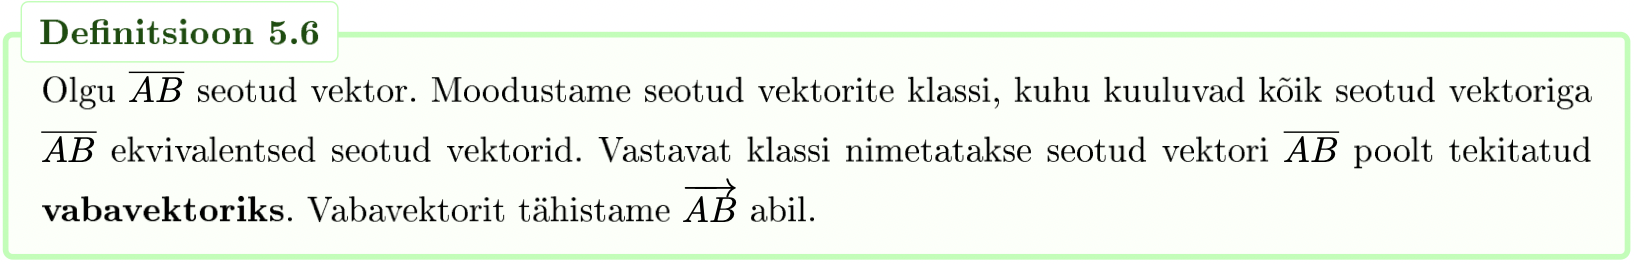 Definitsioon 5.6
Olgu $\overline{AB}$ seotud vektor. Moodustame seotud vektorite klassi, kuhu kuuluvad kõik seotud vektoriga
$\overline{AB}$ ekvivalentsed seotud vektorid. Vastavat klassi nimetatakse seotud vektori $\overline{AB}$ poolt tekitatud
vabavektoriks. Vabavektorit tähistame $\overrightarrow{AB}$ abil.